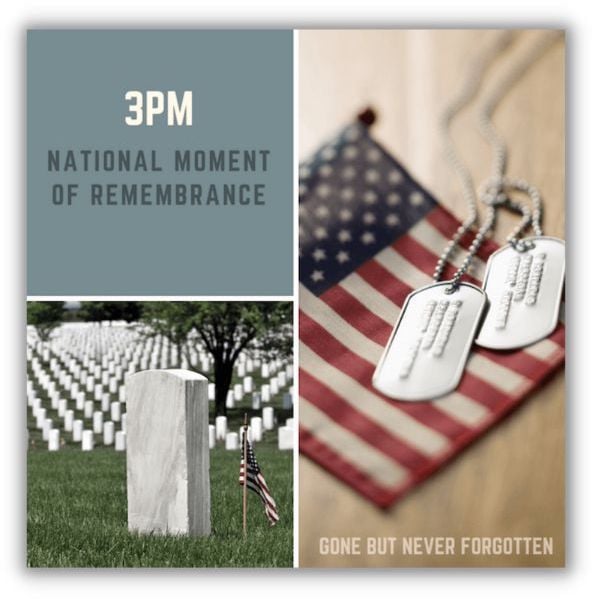 3PM
NATIONAL MOMENT
OF REMEMBRANCE
GONE BUT NEVER FORGOTTEN